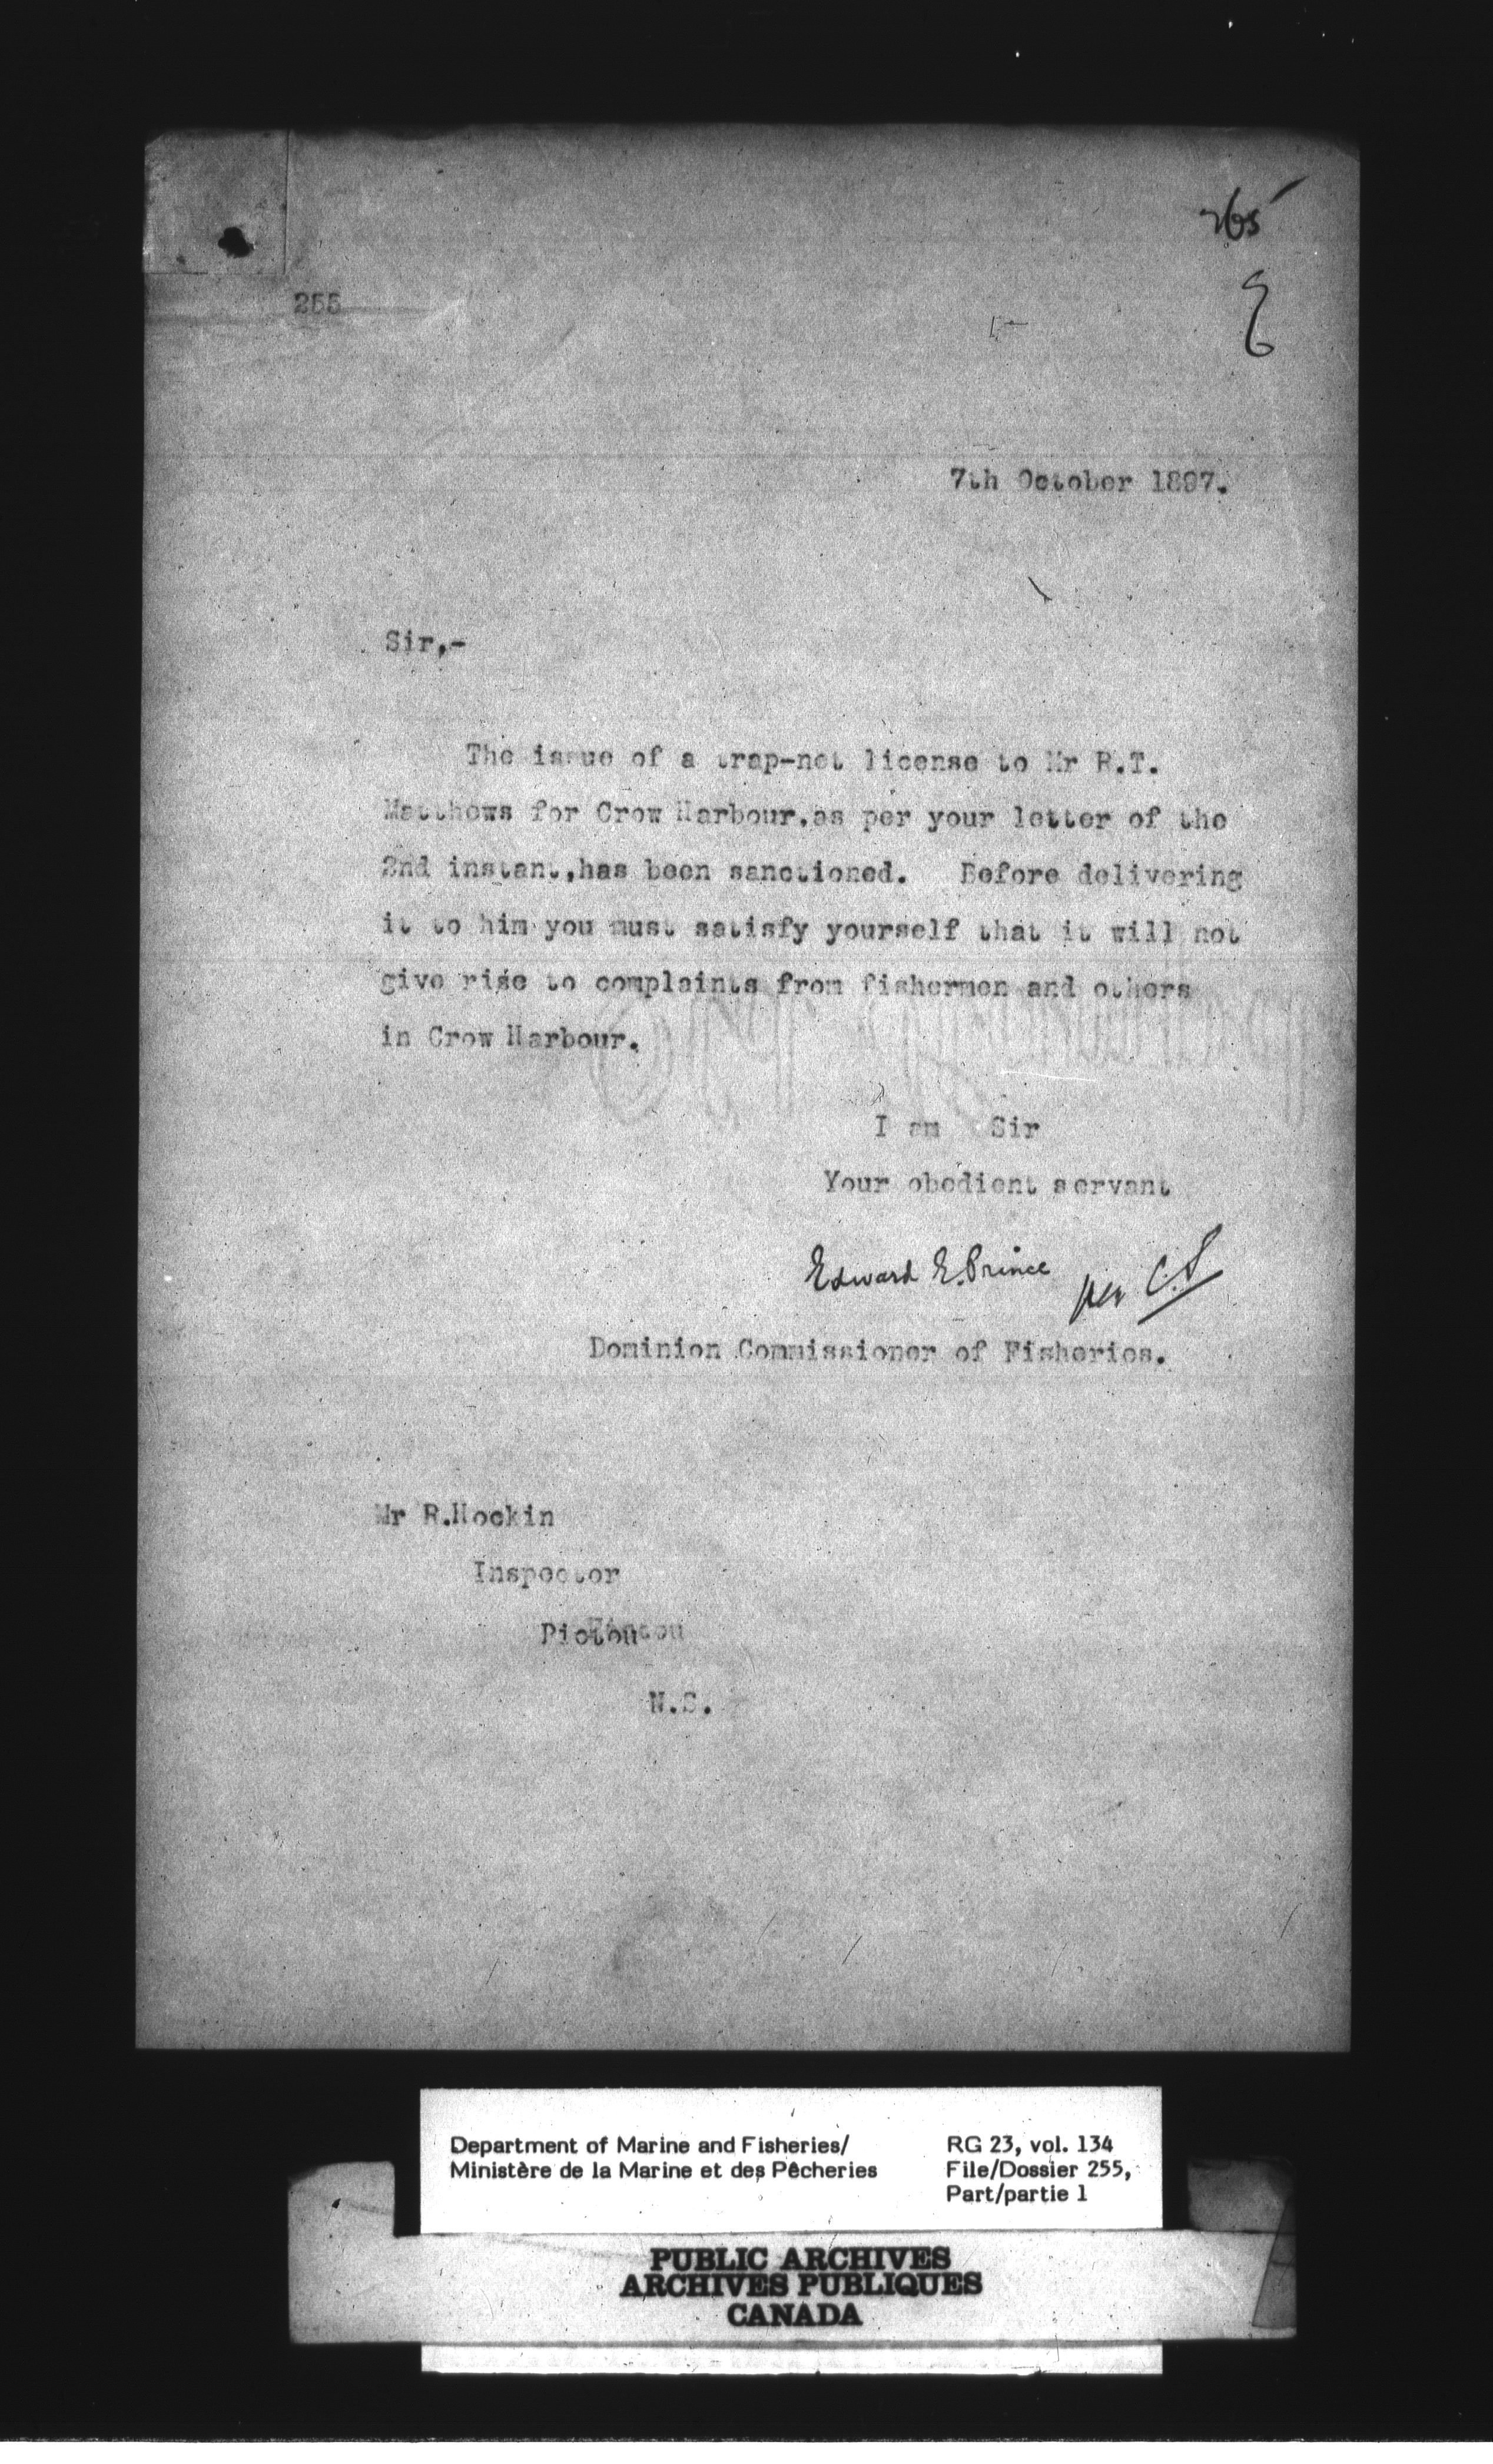 265
255
7th October 1897.
Sir,-
The issue of a trap-net license to Mr R.T.
Matthews for Crow Harbour,as per your letter of the
2nd instant,has been sanctioned. Before delivering
it to him you must satisfy yourself that it will not
give rise to complaints from fishermen and others
in Crow Harbour.
I am Sir
Your obedient servant
Edward E. Prince per C.S
Dominion Commissioner of Fisheries.
Mr R.Hockin
Inspector
Pictou
N.S.
Department of Marine and Fisheries/
Ministère de la Marine et des Pêcheries
RG 23, vol. 134
File/Dossier 255,
Part/partie 1
PUBLIC ARCHIVES
ARCHIVES PUBLIQUES
CANADA